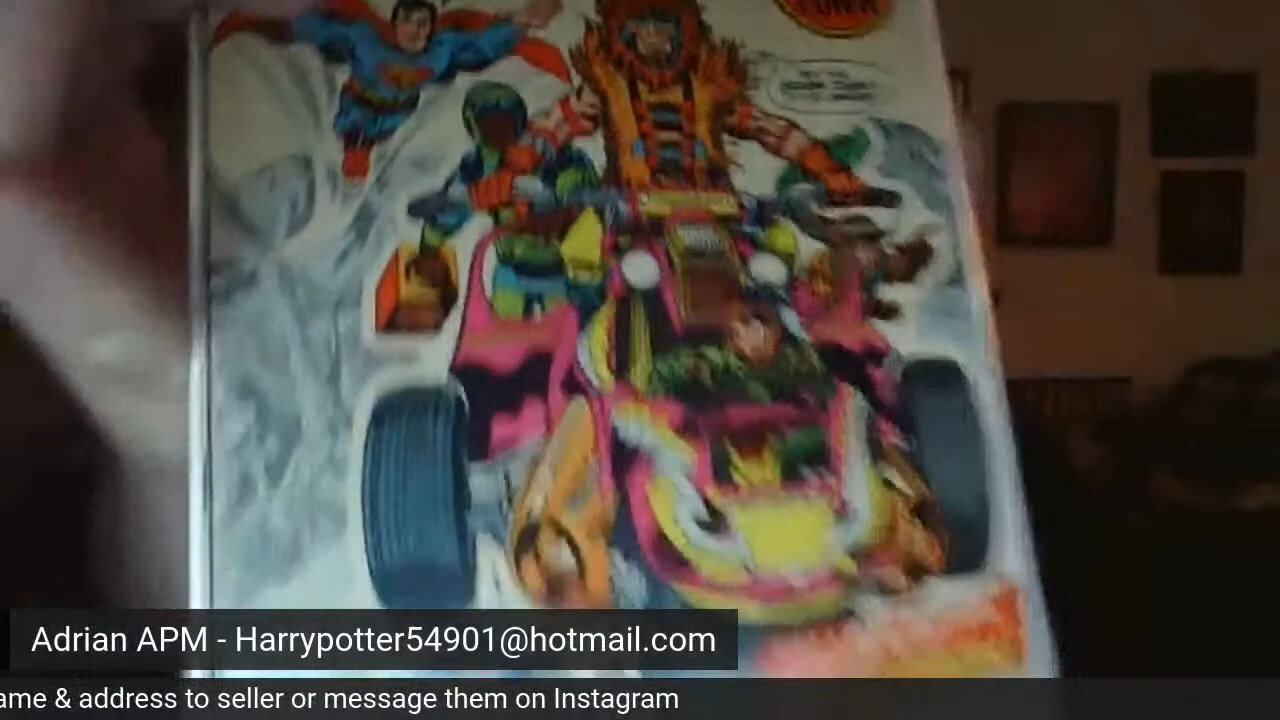 Adrian APM - Harrypotter54901@hotmail.com
ame & address to seller or message them on Instagram